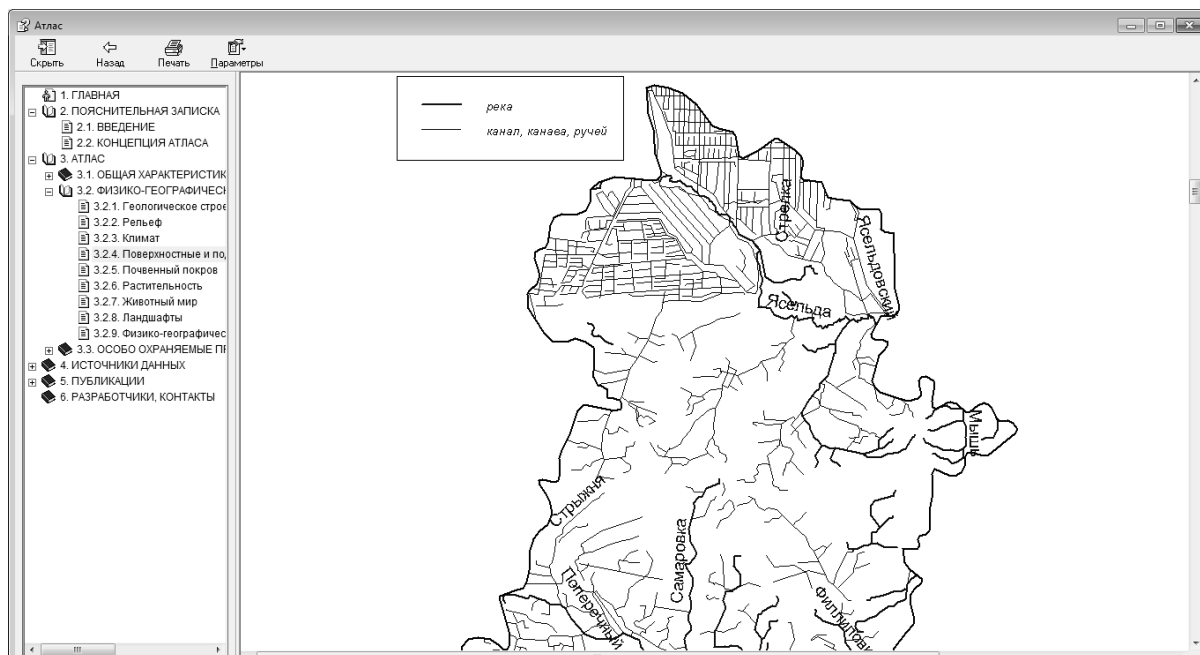 Атлас
Скрыть Назад Печать Параметры
1. ГЛАВНАЯ
2. ПОЯСНИТЕЛЬНАЯ ЗАПИСКА
2.1. ВВЕДЕНИЕ
2.2. КОНЦЕПЦИЯ АТЛАСА
3. АТЛАС
3.1. ОБЩАЯ ХАРАКТЕРИСТИК
3.2. ФИЗИКО-ГЕОГРАФИЧЕСК
3.2.1. Геологическое строе
3.2.2. Рельеф
3.2.3. Климат
3.2.4. Поверхностные и под
3.2.5. Почвенный покров
3.2.6. Растительность
3.2.7. Животный мир
3.2.8. Ландшафты
3.2.9. Физико-географичес
3.3. ОСОБО ОХРАНЯЕМЫЕ ПР
4. ИСТОЧНИКИ ДАННЫХ
5. ПУБЛИКАЦИИ
6. РАЗРАБОТЧИКИ, КОНТАКТЫ
река
канал, канава, ручей
Стрелка
Ясельдовский
Ясельда
Мышя
Стрыжня
Самаровка
Поперечный
Филиповк